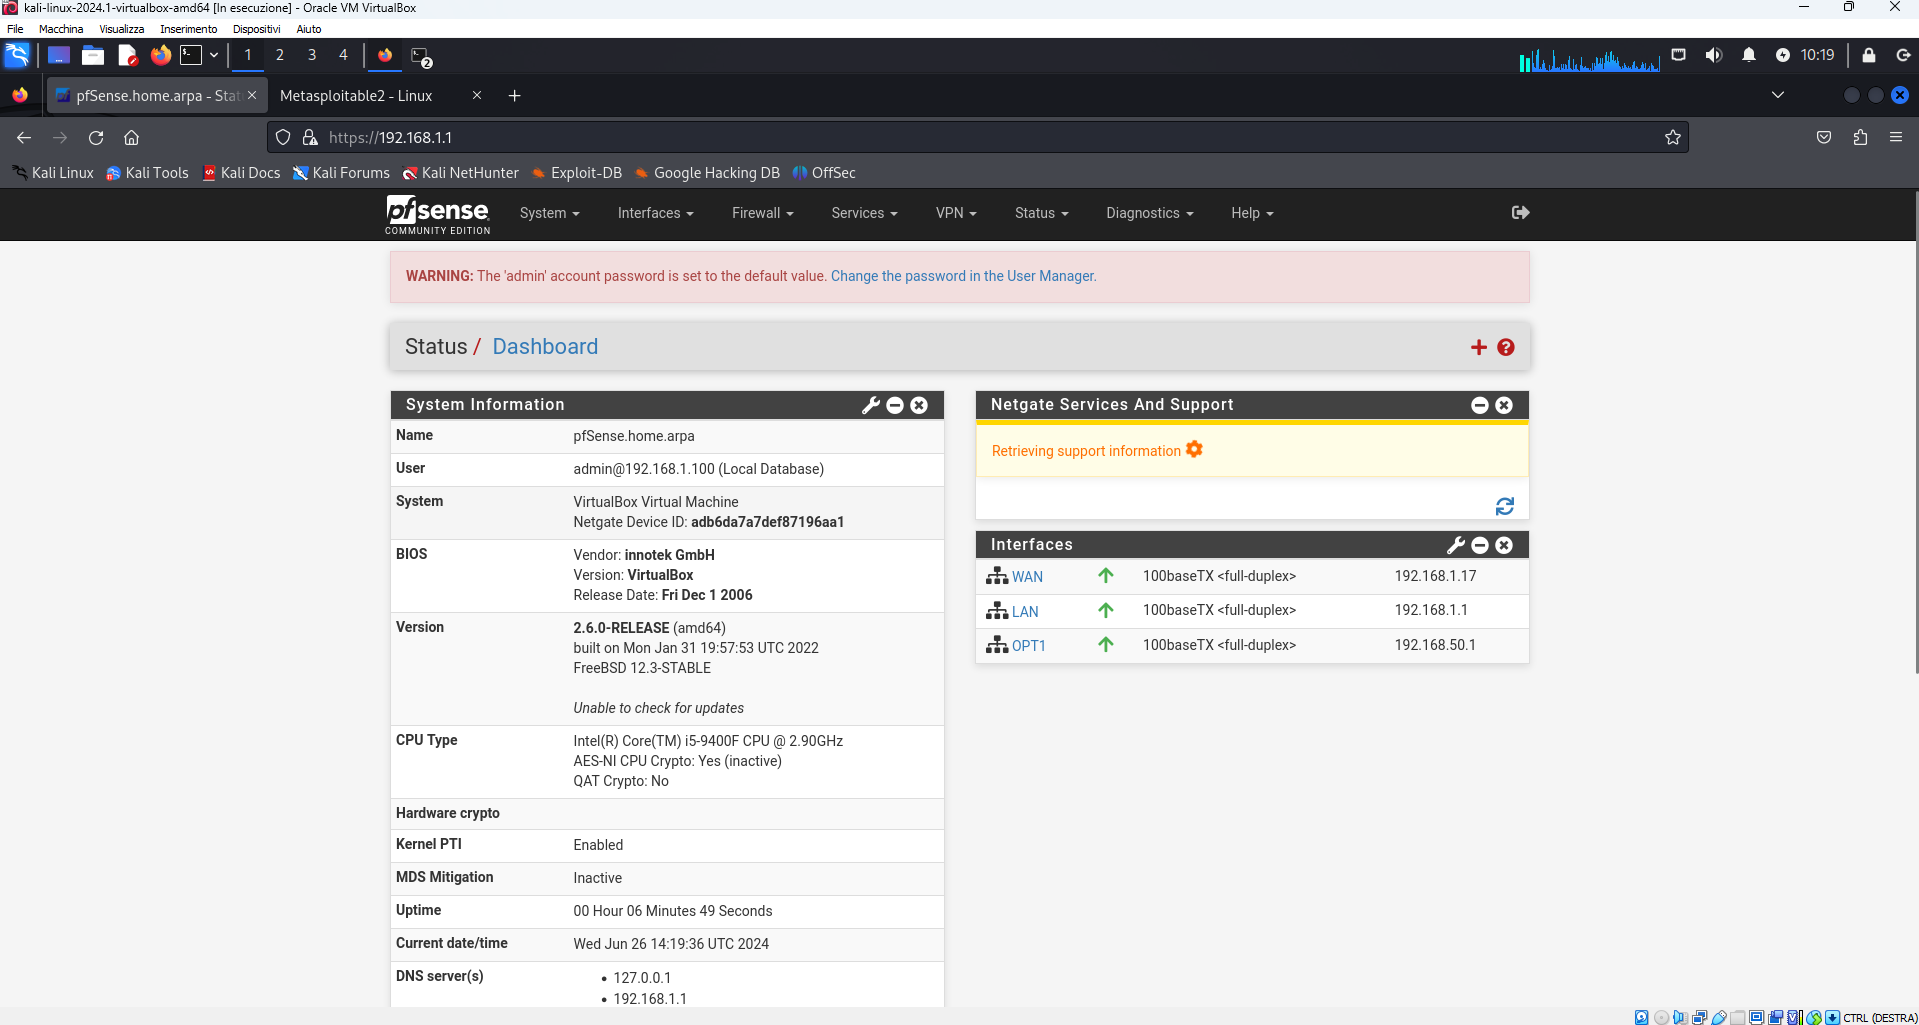 kali-linux-2024.1-virtualbox-amd64 [In esecuzione] - Oracle VM VirtualBox
File Macchina Visualizza Inserimento Dispositivi Aiuto
1 2 3 4 2 10:19
pfSense.home.arpa - Stat Metasploitable2 - Linux
https://192.168.1.1
Kali Linux Kali Tools Kali Docs Kali Forums Kali NetHunter Exploit-DB Google Hacking DB OffSec
pfsense System Interfaces Firewall Services VPN Status Diagnostics Help
COMMUNITY EDITION
WARNING: The 'admin' account password is set to the default value. Change the password in the User Manager.
Status / Dashboard
System Information
Name pfSense.home.arpa
User admin@192.168.1.100 (Local Database)
System VirtualBox Virtual Machine
Netgate Device ID: adb6da7a7def87196aa1
BIOS Vendor: innotek GmbH
Version: VirtualBox
Release Date: Fri Dec 1 2006
Version 2.6.0-RELEASE (amd64)
built on Mon Jan 31 19:57:53 UTC 2022
FreeBSD 12.3-STABLE
Unable to check for updates
CPU Type Intel(R) Core(TM) i5-9400F CPU @ 2.90GHz
AES-NI CPU Crypto: Yes (inactive)
QAT Crypto: No
Hardware crypto
Kernel PTI Enabled
MDS Mitigation Inactive
Uptime 00 Hour 06 Minutes 49 Seconds
Current date/time Wed Jun 26 14:19:36 UTC 2024
DNS server(s) • 127.0.0.1
• 192.168.1.1
Netgate Services And Support
Retrieving support information
Interfaces
WAN 100baseTX <full-duplex> 192.168.1.17
LAN 100baseTX <full-duplex> 192.168.1.1
OPT1 100baseTX <full-duplex> 192.168.50.1
CTRL (DESTRA)